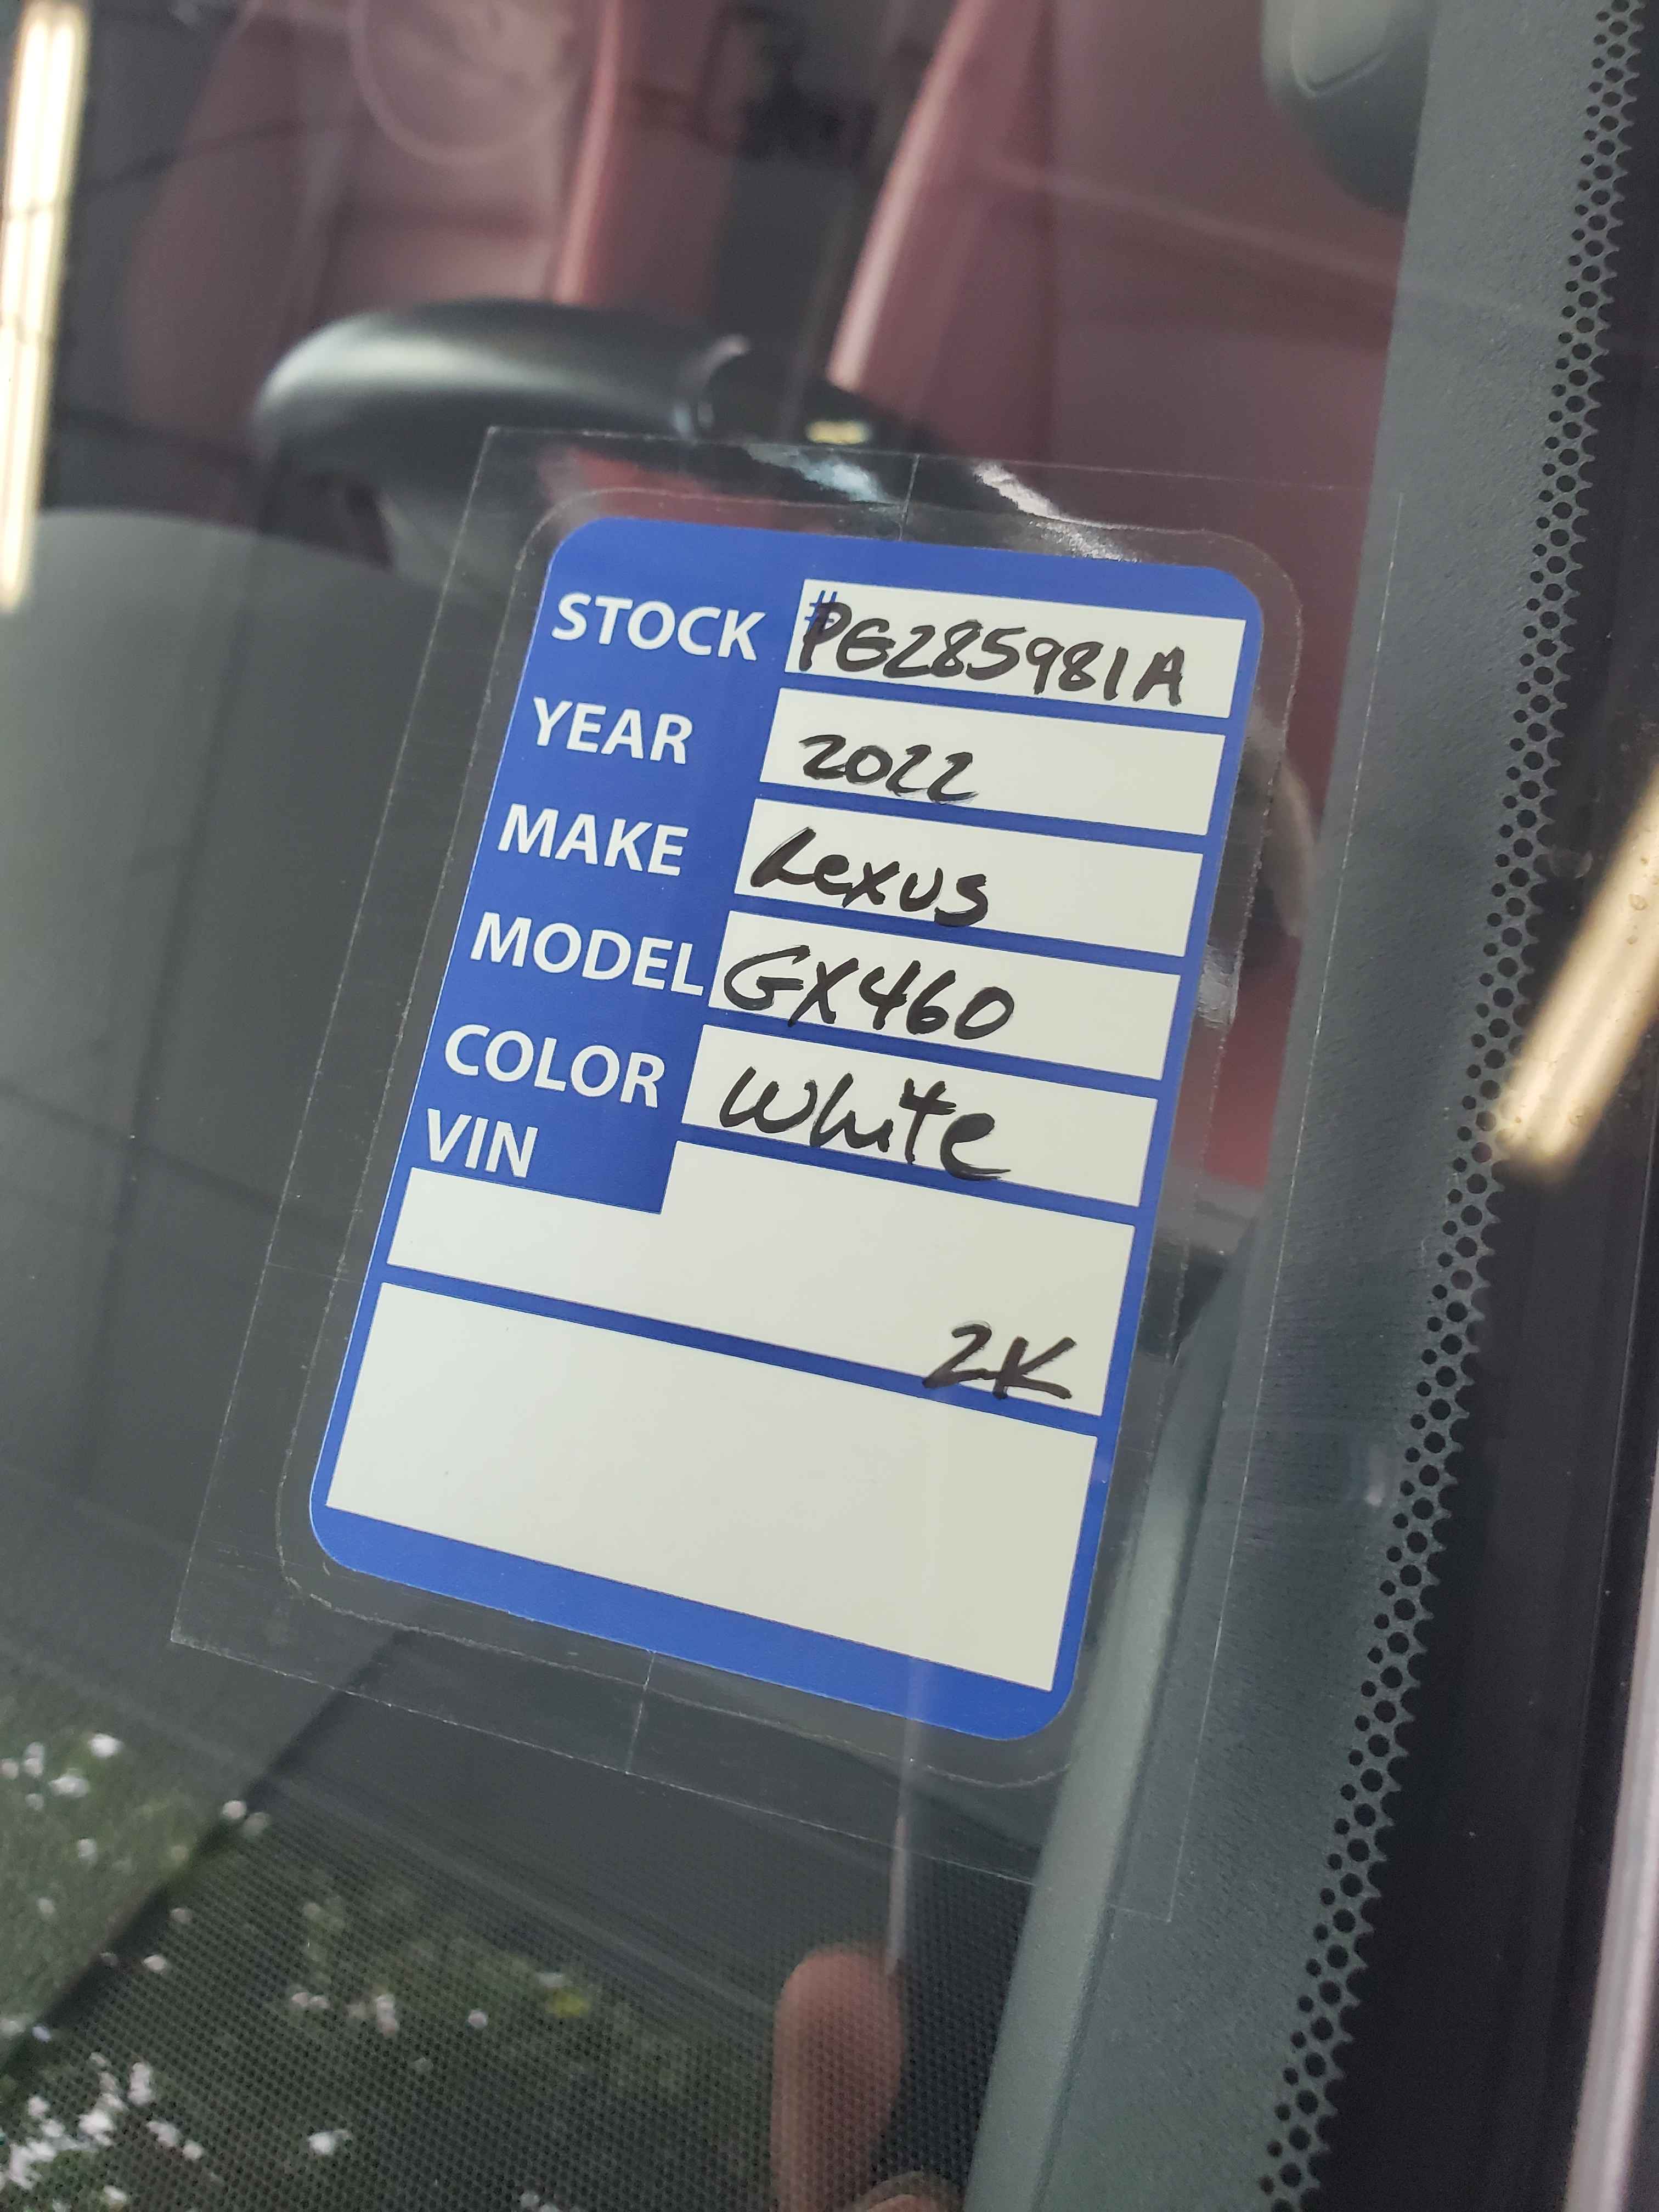 STOCK #PG285981A
YEAR 2022
MAKE Lexus
MODEL GX460
COLOR White
VIN
2K